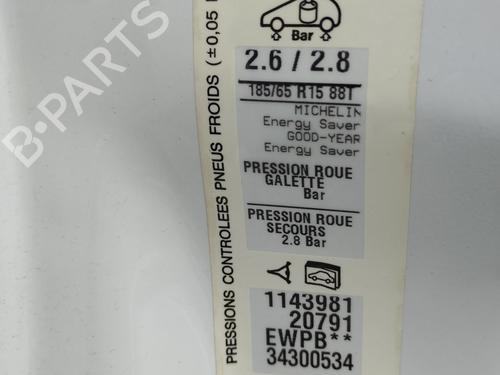 PRESSIONS CONTROLEES PNEUS FROIDS (±0,05
Bar
2.6 / 2.8
185/65 R15 88T
MICHELIN
Energy Saver
GOOD-YEAR
Energy Saver
PRESSION ROUE
GALETTE
Bar
PRESSION ROUE
SECOURS
2.8 Bar
1143981
20791
EWPB**
34300534
B-PARTS